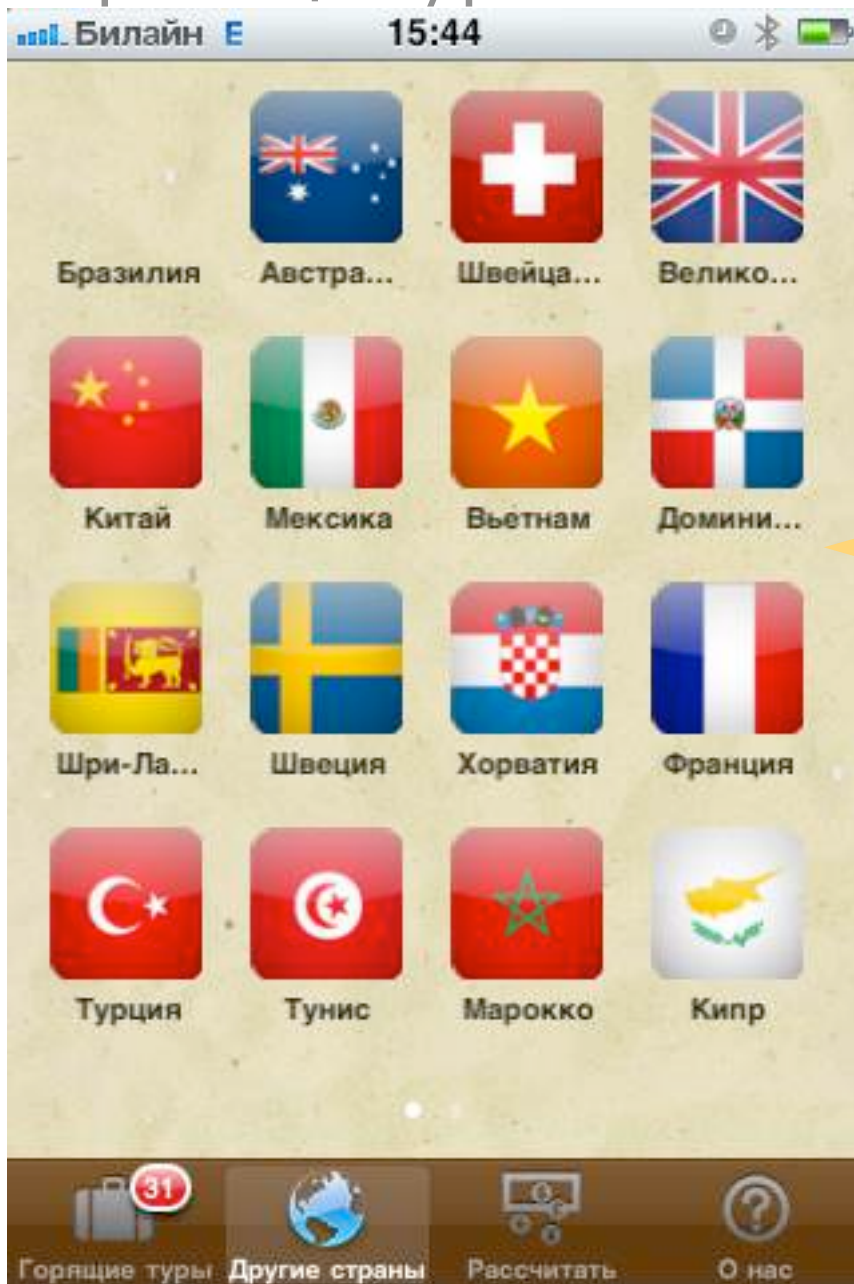 Билайн E 15:44
Бразилия Австра... Швейца... Велико...
Китай Мексика Вьетнам Домини...
Шри-Ла... Швеция Хорватия Франция
Турция Тунис Марокко Кипр
31
Горящие туры Другие страны Рассчитать О нас